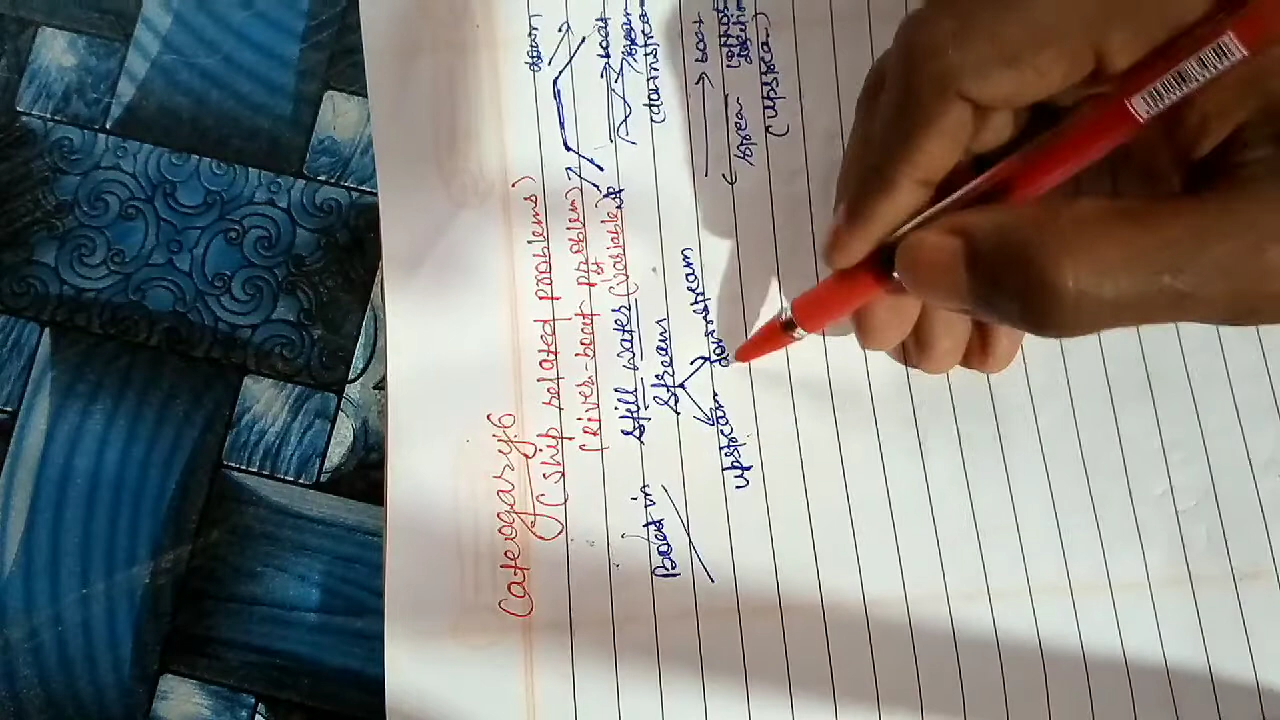 Caterogary:6
(ship related problems)
(River-boat problem)
Boat in still water (variable)
Stream
upstream downstream
down
boat
stream
(downstream)
boat
stream
(upstream)